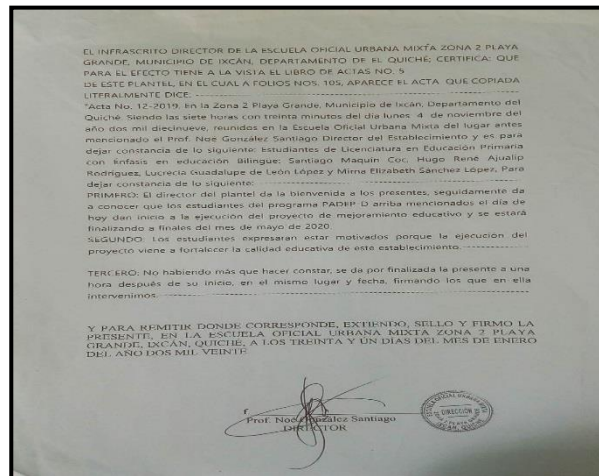 EL INFRASCRITO DIRECTOR DE LA ESCUELA OFICIAL URBANA MIXTA ZONA 2 PLAYA
GRANDE, MUNICIPIO DE IXCÁN, DEPARTAMENTO DE EL QUICHÉ; CERTIFICA: QUE
PARA EL EFECTO TIENE A LA VISTA EL LIBRO DE ACTAS NO. 5
DE ESTE PLANTEL, EN EL CUAL A FOLIOS NOS. 105, APARECE EL ACTA QUE COPIADA
LITERALMENTE DICE.
"Acta No. 12-2019. En la Zona 2 Playa Grande, Municipio de Ixcán, Departamento del
Quiché. Siendo las siete horas con treinta minutos del día lunes 4 de noviembre del
año dos mil diecinueve, reunidos en la Escuela Oficial Urbana Mixta del lugar antes
mencionado el Prof. Noe González Santiago Director del Establecimiento y es para
dejar constancia de lo siguiente: Estudiantes de Licenciatura en Educación Primaria
con Énfasis en educación Bilingue: Santiago Maquin Coc, Hugo René Ajualip
Rodríguez, Lucrecia Guadalupe de León López y Mirna Elizabeth Sánchez López, Para
dejar constancia de lo siguiente:
PRIMERO: El director del plantel da la bienvenida a los presentes, seguidamente da
a conocer que los estudiantes del programa PADEP D arriba mencionados el día de
hoy dan inicio a la ejecución del proyecto de mejoramiento educativo y se estará
finalizando a finales del mes de mayo de 2020.
SEGUNDO: Los estudiantes expresaran estar motivados porque la ejecución del
proyecto viene a fortalecer la calidad educativa de este establecimiento.
TERCERO: No habiendo más que hacer constar, se da por finalizada la presente a una
hora después de su inicio, en el mismo lugar y fecha, firmando los que en ella
intervenimos.
Y PARA REMITIR DONDE CORRESPONDE, EXTIENDO, SELLO Y FIRMO LA
PRESENTE, EN LA ESCUELA OFICIAL URBANA MIXTA ZONA 2 PLAYA
GRANDE, IXCÁN, QUICHÉ, A LOS TREINTA Y UN DÍAS DEL MES DE ENERO
DEL AÑO DOS MIL VEINTE
f
Prof. Noe González Santiago
DIRECTOR
DIRECCIÓN